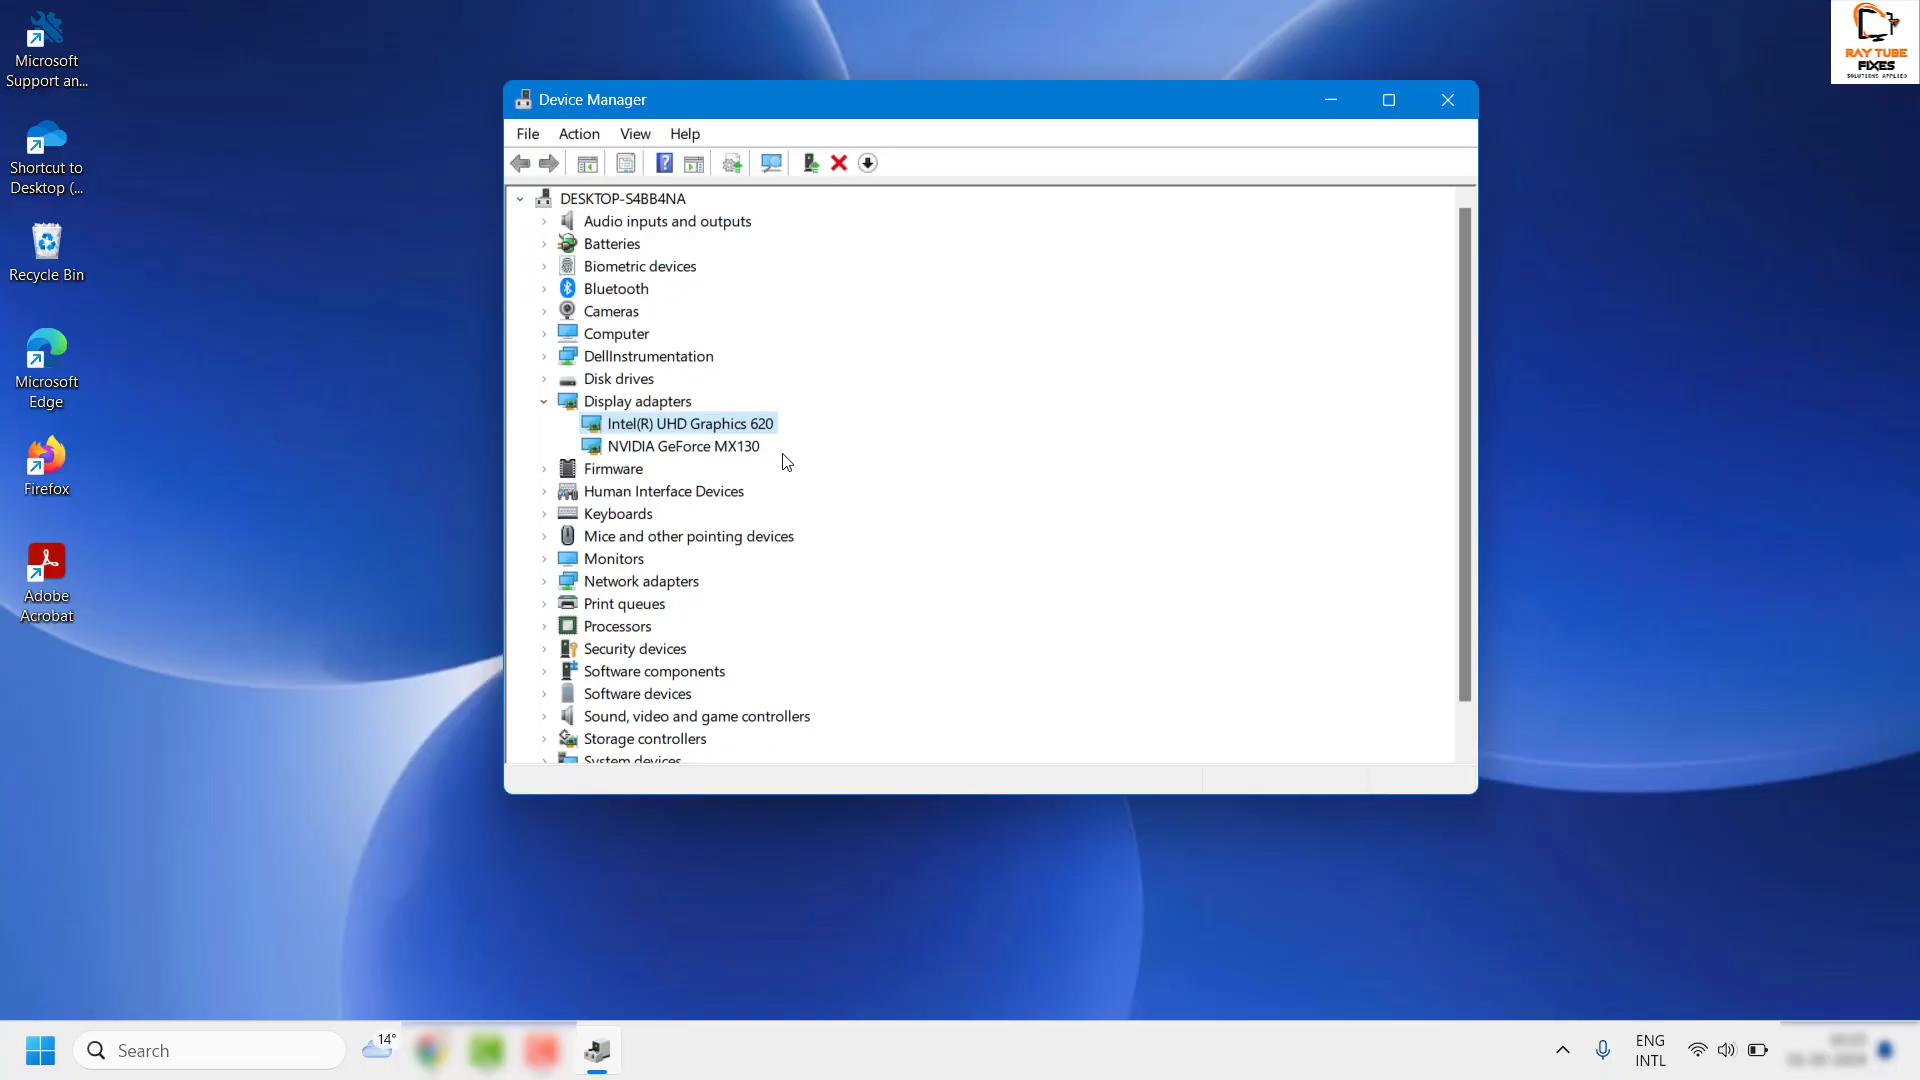 Microsoft
Support an...
Shortcut to
Desktop (...
Recycle Bin
Microsoft
Edge
Firefox
Adobe
Acrobat
RAY TUBE
FIXES
SOLUTIONS APPLIED
Device Manager
File Action View Help
DESKTOP-S4BB4NA
Audio inputs and outputs
Batteries
Biometric devices
Bluetooth
Cameras
Computer
DellInstrumentation
Disk drives
Display adapters
Intel(R) UHD Graphics 620
NVIDIA GeForce MX130
Firmware
Human Interface Devices
Keyboards
Mice and other pointing devices
Monitors
Network adapters
Print queues
Processors
Security devices
Software components
Software devices
Sound, video and game controllers
Storage controllers
System devices
Search
14°
ENG
INTL